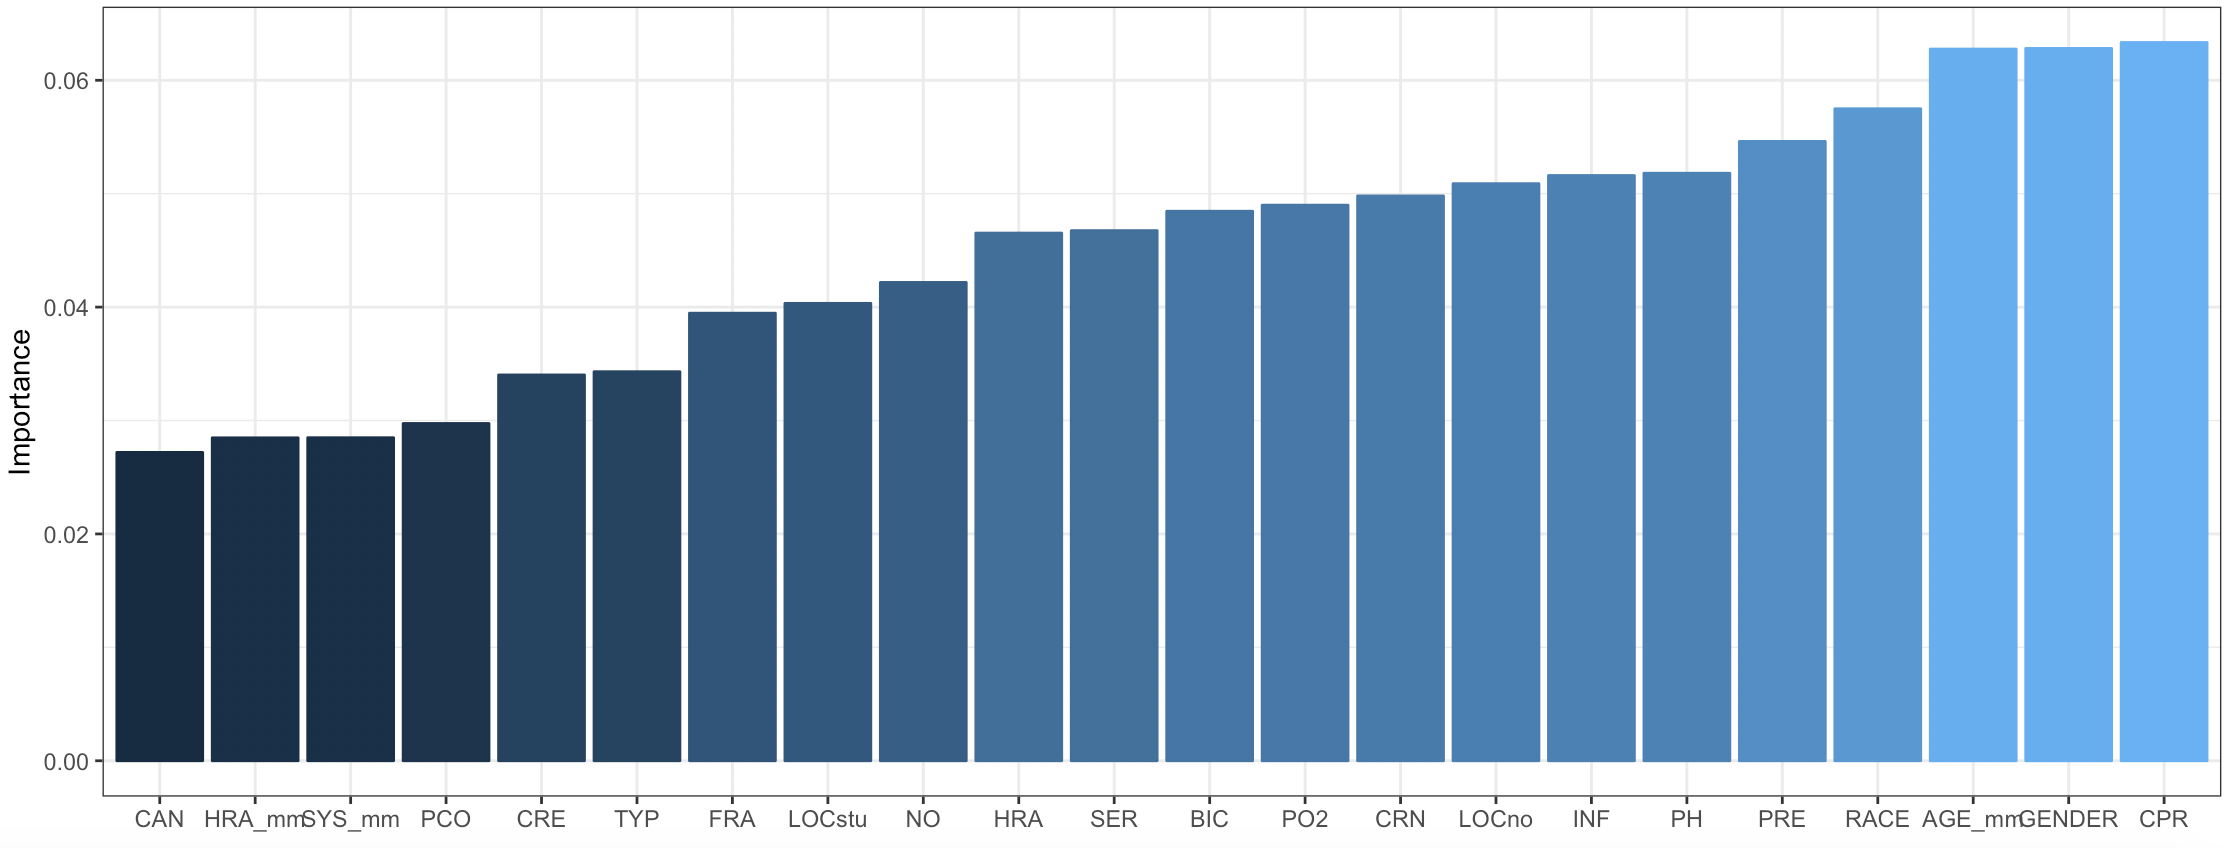 Importance
0.06
0.04
0.02
0.00
CAN HRA_mm SYS_mm PCO CRE TYP FRA LOCstu NO HRA SER BIC PO2 CRN LOCno INF PH PRE RACE AGE_mm GENDER CPR